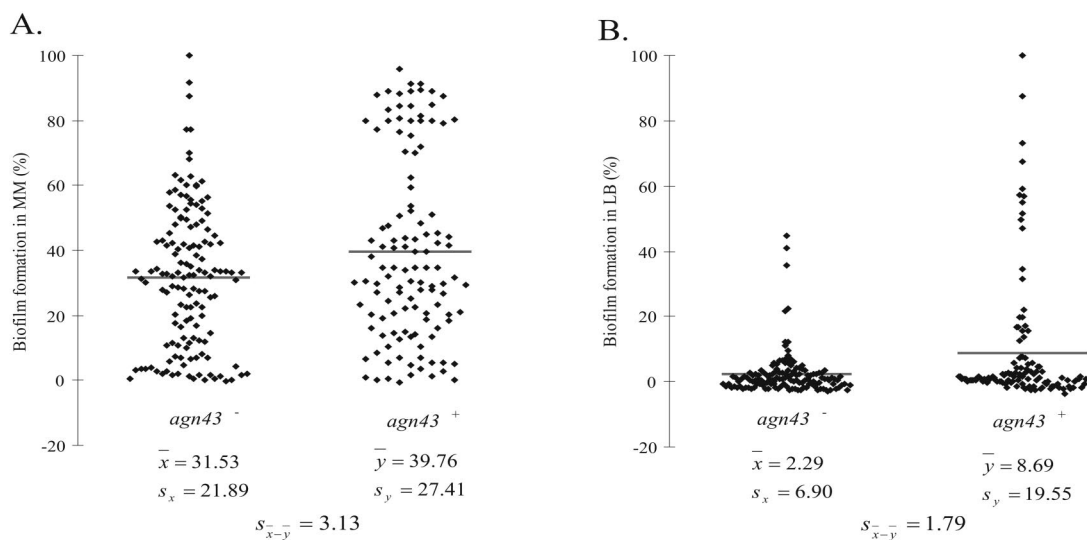 A.
Biofilm formation in MM (%)
100
80
60
40
20
0
-20
agn43 - agn43 +
x̅ = 31.53 y̅ = 39.76
s_x = 21.89 s_y = 27.41
s_x̅-y̅ = 3.13
B.
Biofilm formation in LB (%)
100
80
60
40
20
0
-20
agn43 - agn43 +
x̅ = 2.29 y̅ = 8.69
s_x = 6.90 s_y = 19.55
s_x̅-y̅ = 1.79